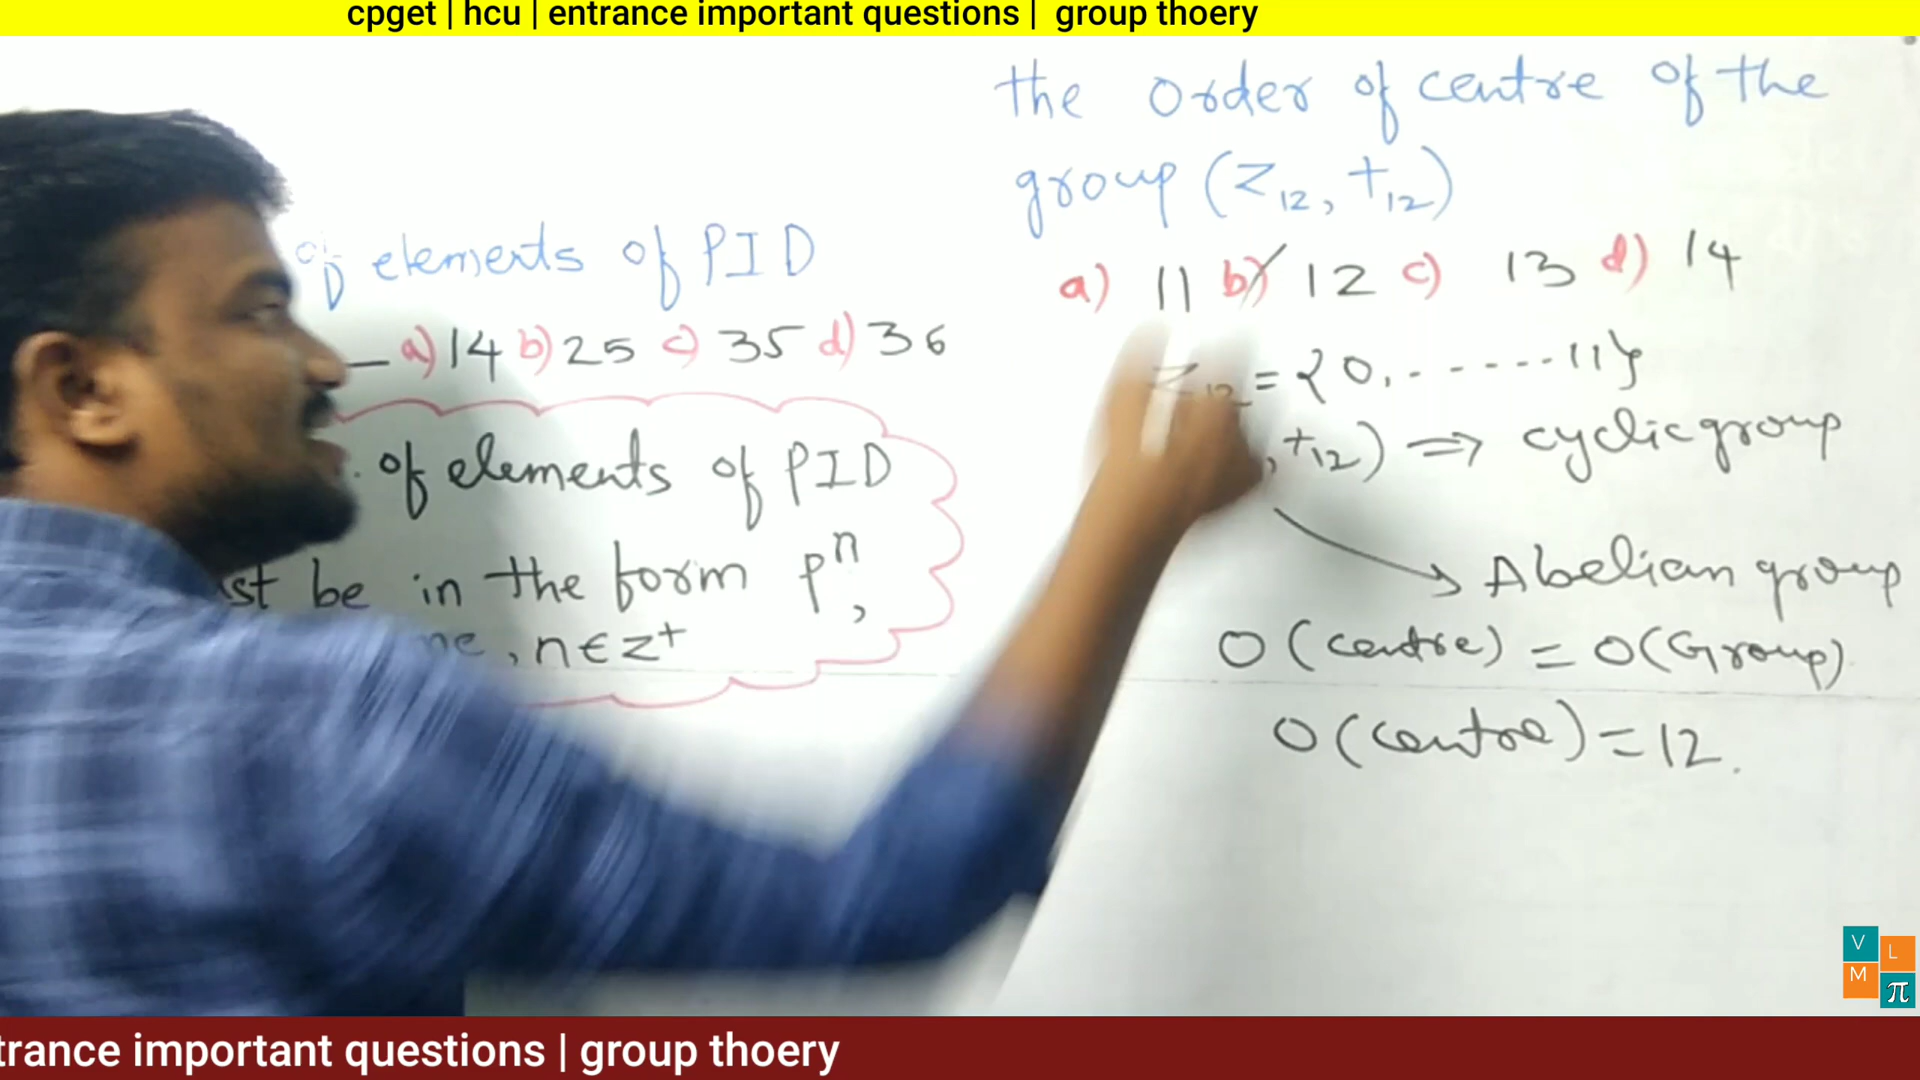 cpget | hcu | entrance important questions | group thoery
of elements of PID
a) 14 b) 25 c) 35 d) 36
of elements of PID
be in the form pⁿ,
, n∈z⁺
the order of centre of the
group (Z₁₂, +₁₂)
a) 11 b) 12 c) 13 d) 14
= {0, ------11}
, +₁₂) ⇒ cyclic group
→ Abelian group
O(centre) = O(Group)
O(centre) = 12.
V L
M π
trance important questions | group thoery